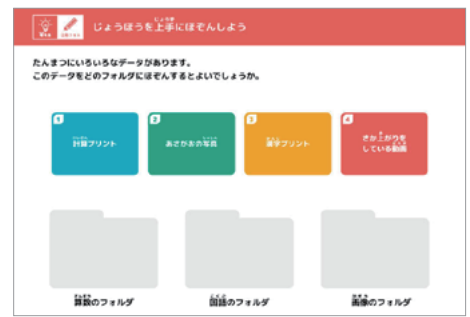 じょうほうを上手にほぞんしよう
たんまつにいろいろなデータがあります。
このデータをどのフォルダにほぞんするとよいでしょうか。
1
計算プリント
2
あさがおの写真
3
漢字プリント
4
さか上がりを
している動画
算数のフォルダ
国語のフォルダ
画像のフォルダ